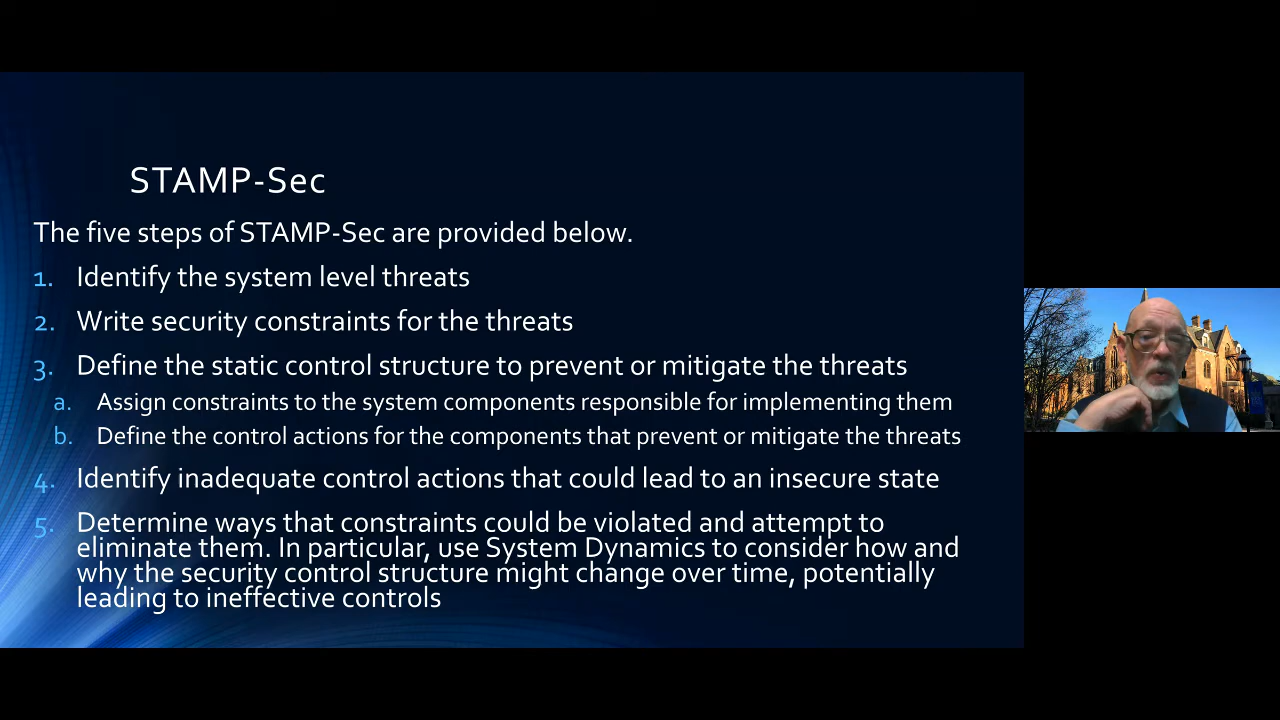 STAMP-Sec
The five steps of STAMP-Sec are provided below.
1. Identify the system level threats
2. Write security constraints for the threats
3. Define the static control structure to prevent or mitigate the threats
a. Assign constraints to the system components responsible for implementing them
b. Define the control actions for the components that prevent or mitigate the threats
4. Identify inadequate control actions that could lead to an insecure state
5. Determine ways that constraints could be violated and attempt to
eliminate them. In particular, use System Dynamics to consider how and
why the security control structure might change over time, potentially
leading to ineffective controls